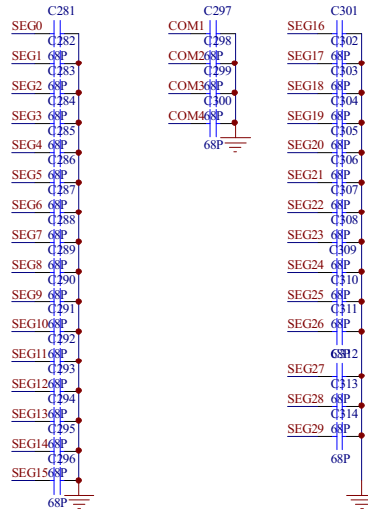 C281
SEG0
C282
SEG1 68P
C283
SEG2 68P
C284
SEG3 68P
C285
SEG4 68P
C286
SEG5 68P
C287
SEG6 68P
C288
SEG7 68P
C289
SEG8 68P
C290
SEG9 68P
C291
SEG10 68P
C292
SEG11 68P
C293
SEG12 68P
C294
SEG13 68P
C295
SEG14 68P
C296
SEG15 68P
68P
C297
COM1
C298
COM2 68P
C299
COM3 68P
C300
COM4 68P
68P
C301
SEG16
C302
SEG17 68P
C303
SEG18 68P
C304
SEG19 68P
C305
SEG20 68P
C306
SEG21 68P
C307
SEG22 68P
C308
SEG23 68P
C309
SEG24 68P
C310
SEG25 68P
C311
SEG26 68P
68P C312
SEG27
C313
SEG28 68P
C314
SEG29 68P
68P